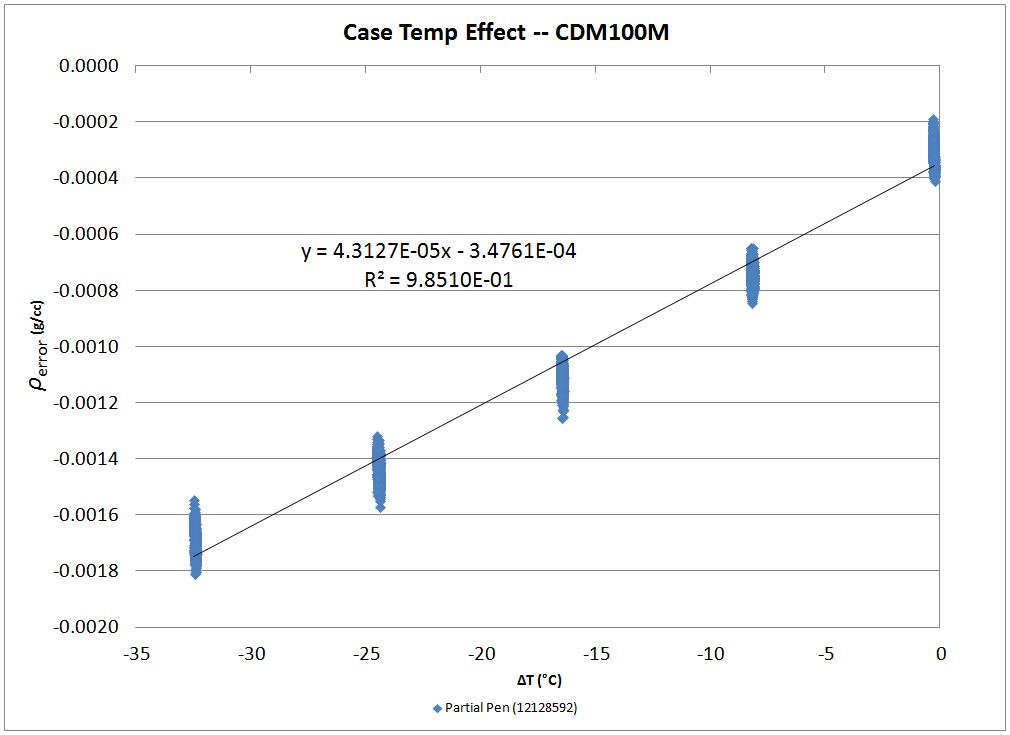 Case Temp Effect -- CDM100M
0.0000
-0.0002
-0.0004
-0.0006
-0.0008
-0.0010
-0.0012
-0.0014
-0.0016
-0.0018
-0.0020
y = 4.3127E-05x - 3.4761E-04
R² = 9.8510E-01
ρerror (g/cc)
-35 -30 -25 -20 -15 -10 -5 0
ΔT (°C)
Partial Pen (12128592)